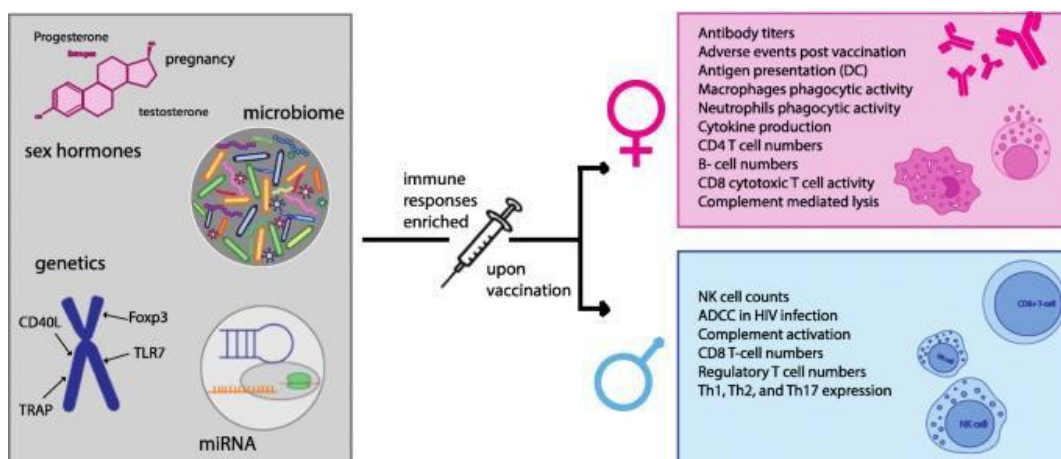 Progesterone
Estrogen
pregnancy
testosterone
sex hormones
microbiome
genetics
CD40L
Foxp3
TLR7
TRAP
miRNA
immune
responses
enriched
upon
vaccination
Antibody titers
Adverse events post vaccination
Antigen presentation (DC)
Macrophages phagocytic activity
Neutrophils phagocytic activity
Cytokine production
CD4 T cell numbers
B- cell numbers
CD8 cytotoxic T cell activity
Complement mediated lysis
NK cell counts
ADCC in HIV infection
Complement activation
CD8 T-cell numbers
Regulatory T cell numbers
Th1, Th2, and Th17 expression
CD8+ T-cell
NK cell